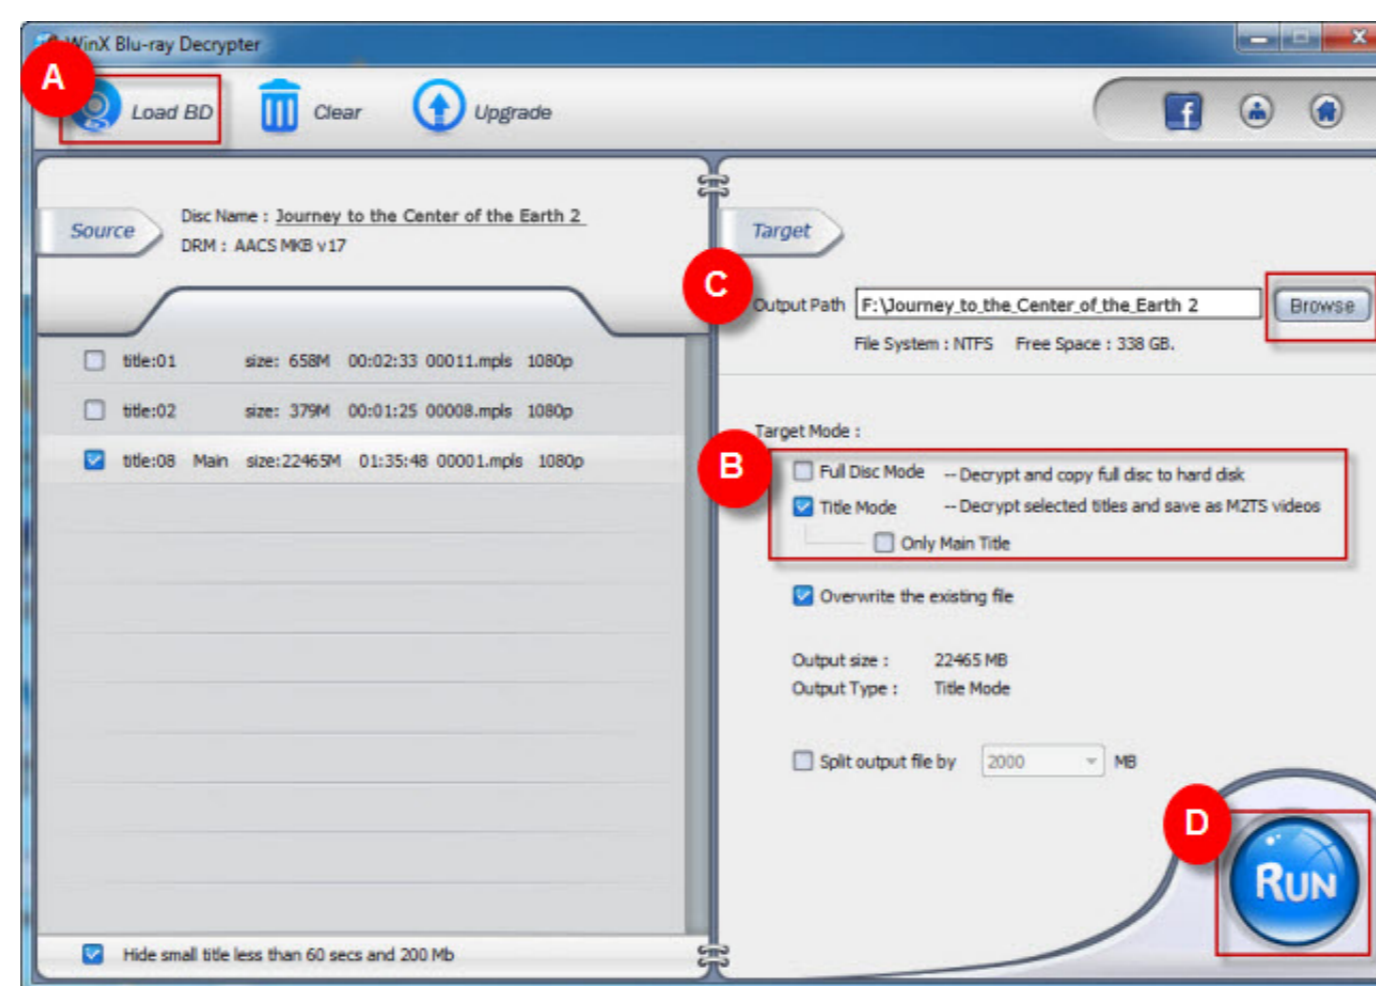 WinX Blu-ray Decrypter
A
Load BD
Clear
Upgrade
f
Source
Disc Name : Journey to the Center of the Earth 2
DRM : AACS MKB v17
title:01 size: 658M 00:02:33 00011.mpls 1080p
title:02 size: 379M 00:01:25 00008.mpls 1080p
title:08 Main size:22465M 01:35:48 00001.mpls 1080p
Hide small title less than 60 secs and 200 Mb
Target
C
Output Path F:\Journey_to_the_Center_of_the_Earth 2 Browse
File System : NTFS Free Space : 338 GB.
Target Mode :
B
Full Disc Mode -- Decrypt and copy full disc to hard disk
Title Mode -- Decrypt selected titles and save as M2TS videos
Only Main Title
Overwrite the existing file
Output size : 22465 MB
Output Type : Title Mode
Split output file by 2000 MB
D
RUN